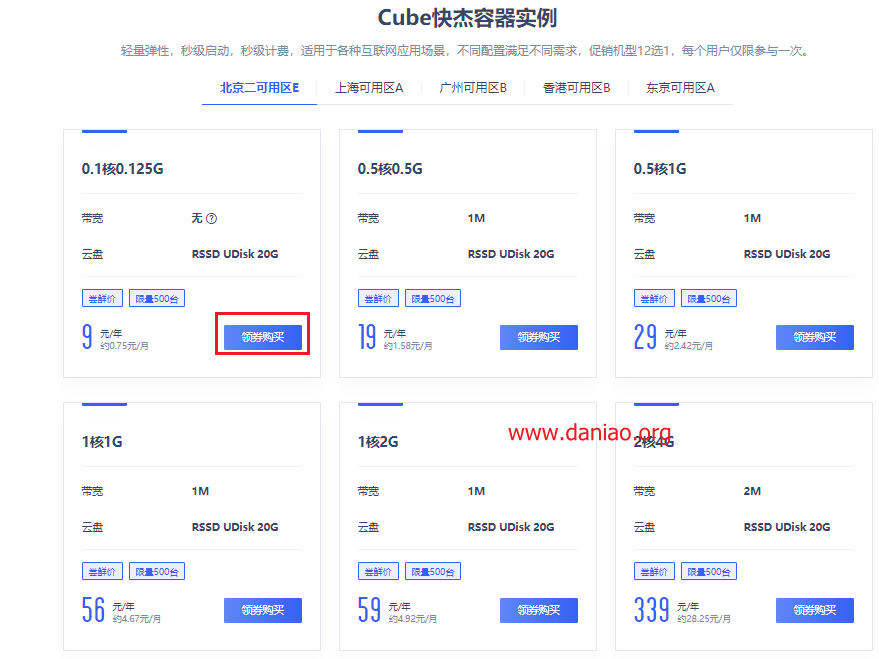 Cube快杰容器实例
轻量弹性，秒级启动，秒级计费，适用于各种互联网应用场景，不同配置满足不同需求，促销机型12选1，每个用户仅限参与一次。
北京二可用区E 上海可用区A 广州可用区B 香港可用区B 东京可用区A
0.1核0.125G
带宽 无 ?
云盘 RSSD UDisk 20G
尝鲜价 限量500台
9 元/年
约0.75元/月
领券购买
0.5核0.5G
带宽 1M
云盘 RSSD UDisk 20G
尝鲜价 限量500台
19 元/年
约1.58元/月
领券购买
0.5核1G
带宽 1M
云盘 RSSD UDisk 20G
尝鲜价 限量500台
29 元/年
约2.42元/月
领券购买
1核1G
带宽 1M
云盘 RSSD UDisk 20G
尝鲜价 限量500台
56 元/年
约4.67元/月
领券购买
1核2G
带宽 1M
云盘 RSSD UDisk 20G
尝鲜价 限量500台
59 元/年
约4.92元/月
领券购买
www.daniao.org
2核4G
带宽 2M
云盘 RSSD UDisk 20G
尝鲜价 限量500台
339 元/年
约28.25元/月
领券购买